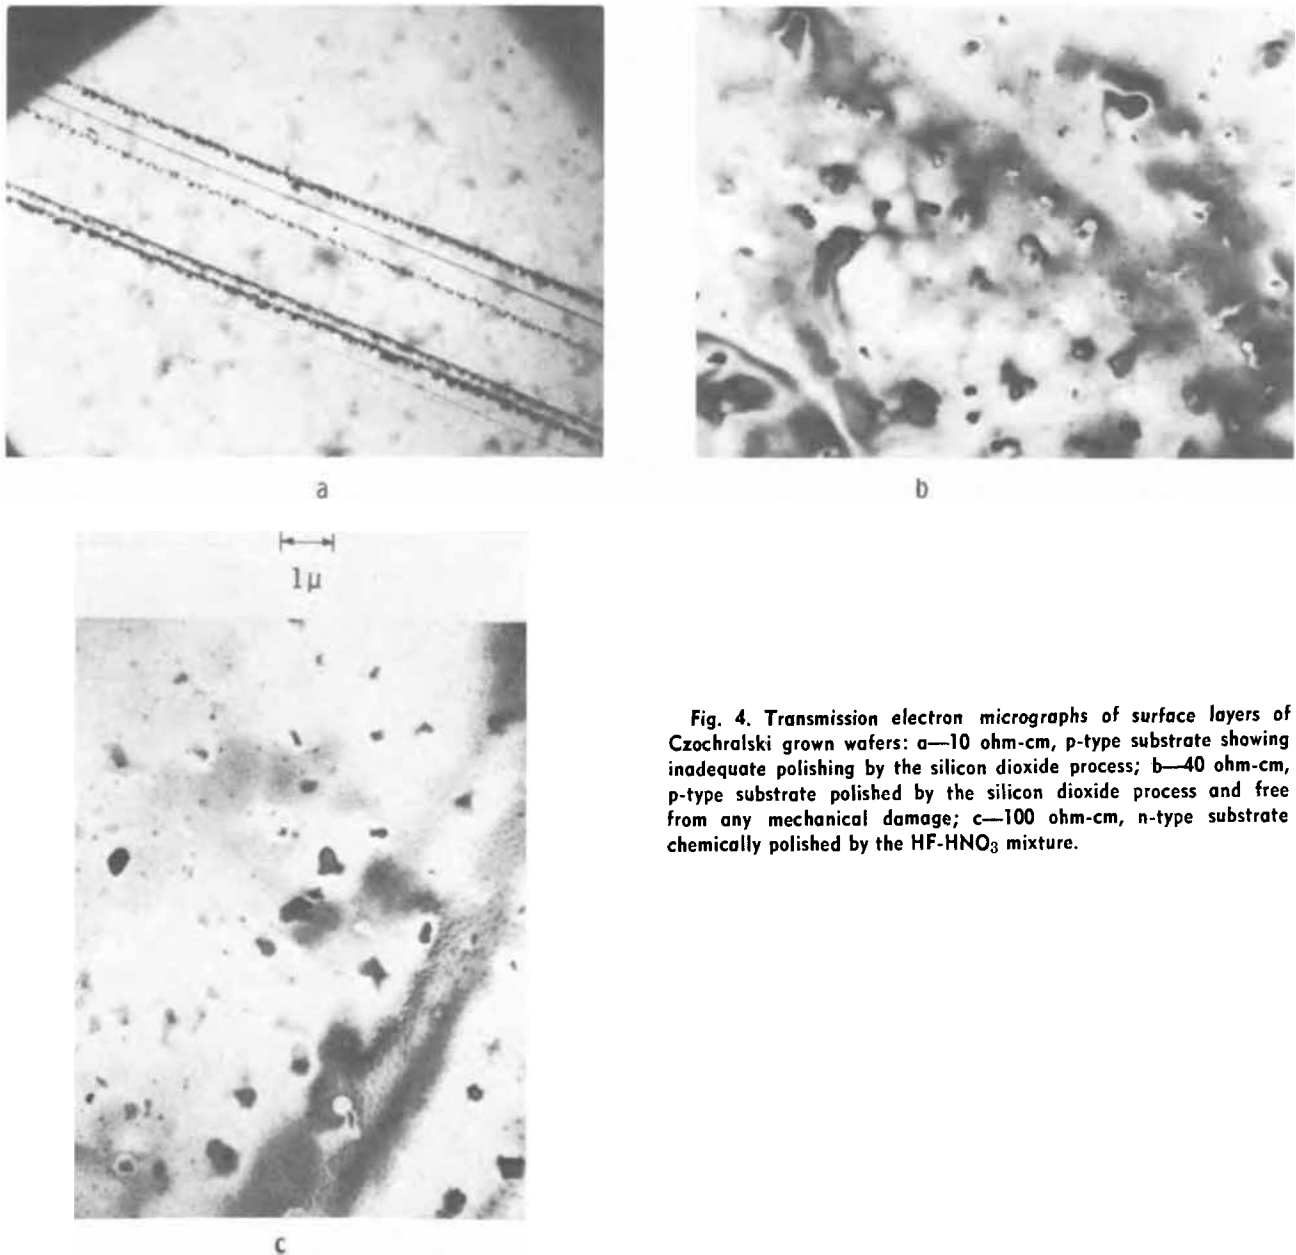 a
b
1μ
Fig. 4. Transmission electron micrographs of surface layers of
Czochralski grown wafers: a—10 ohm-cm, p-type substrate showing
inadequate polishing by the silicon dioxide process; b—40 ohm-cm,
p-type substrate polished by the silicon dioxide process and free
from any mechanical damage; c—100 ohm-cm, n-type substrate
chemically polished by the HF-HNO₃ mixture.
c